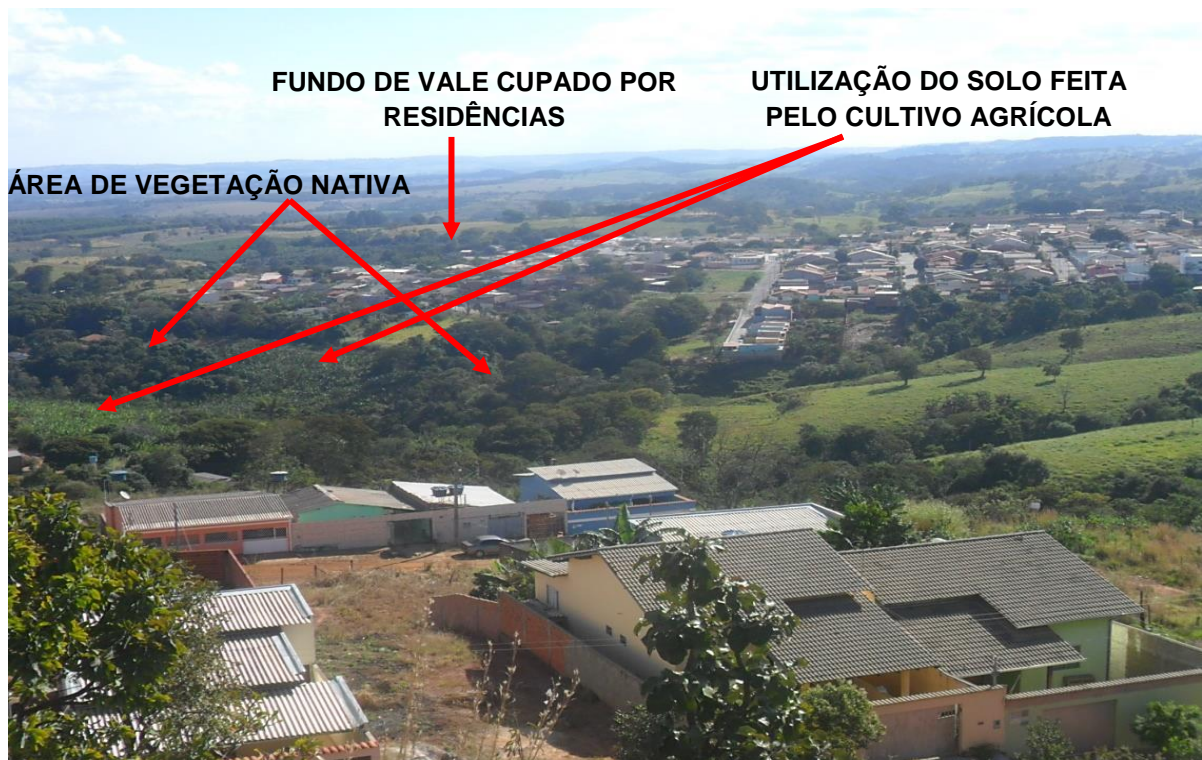 FUNDO DE VALE CUPADO POR
RESIDÊNCIAS
UTILIZAÇÃO DO SOLO FEITA
PELO CULTIVO AGRÍCOLA
ÁREA DE VEGETAÇÃO NATIVA